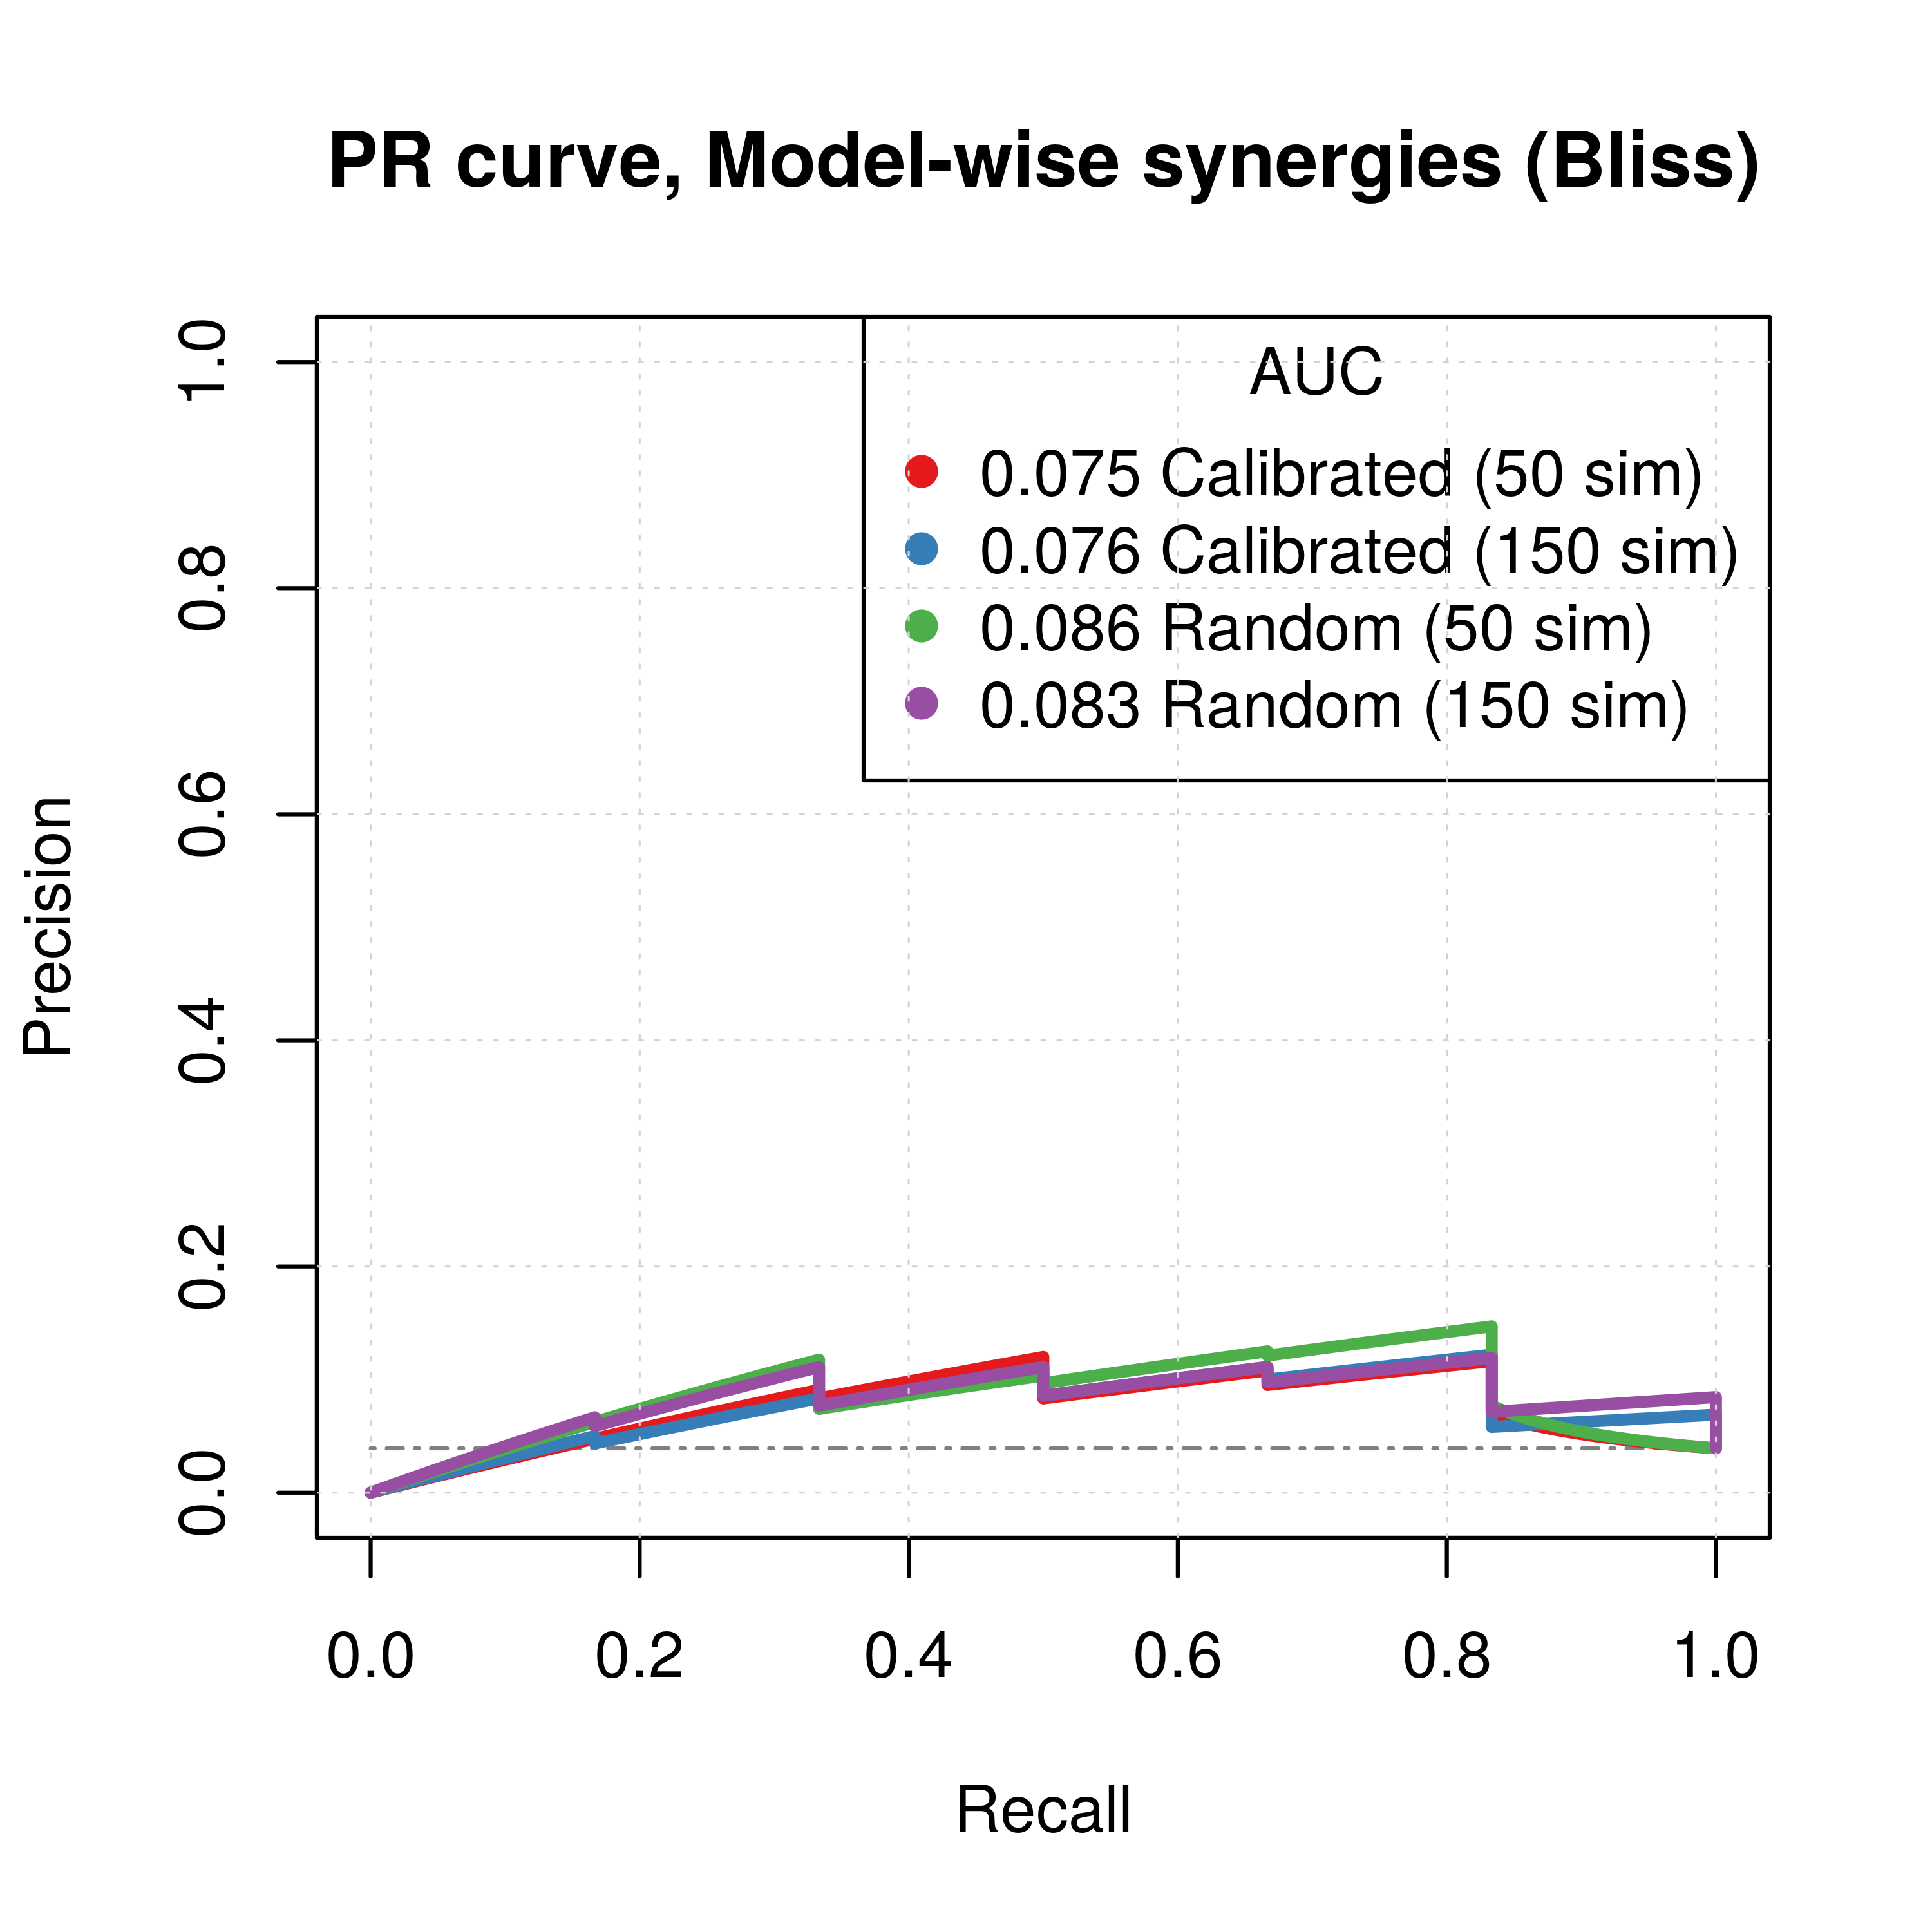 PR curve, Model-wise synergies (Bliss)
AUC
0.075 Calibrated (50 sim)
0.076 Calibrated (150 sim)
0.086 Random (50 sim)
0.083 Random (150 sim)
1.0
0.8
0.6
0.4
0.2
0.0
Precision
0.0 0.2 0.4 0.6 0.8 1.0
Recall